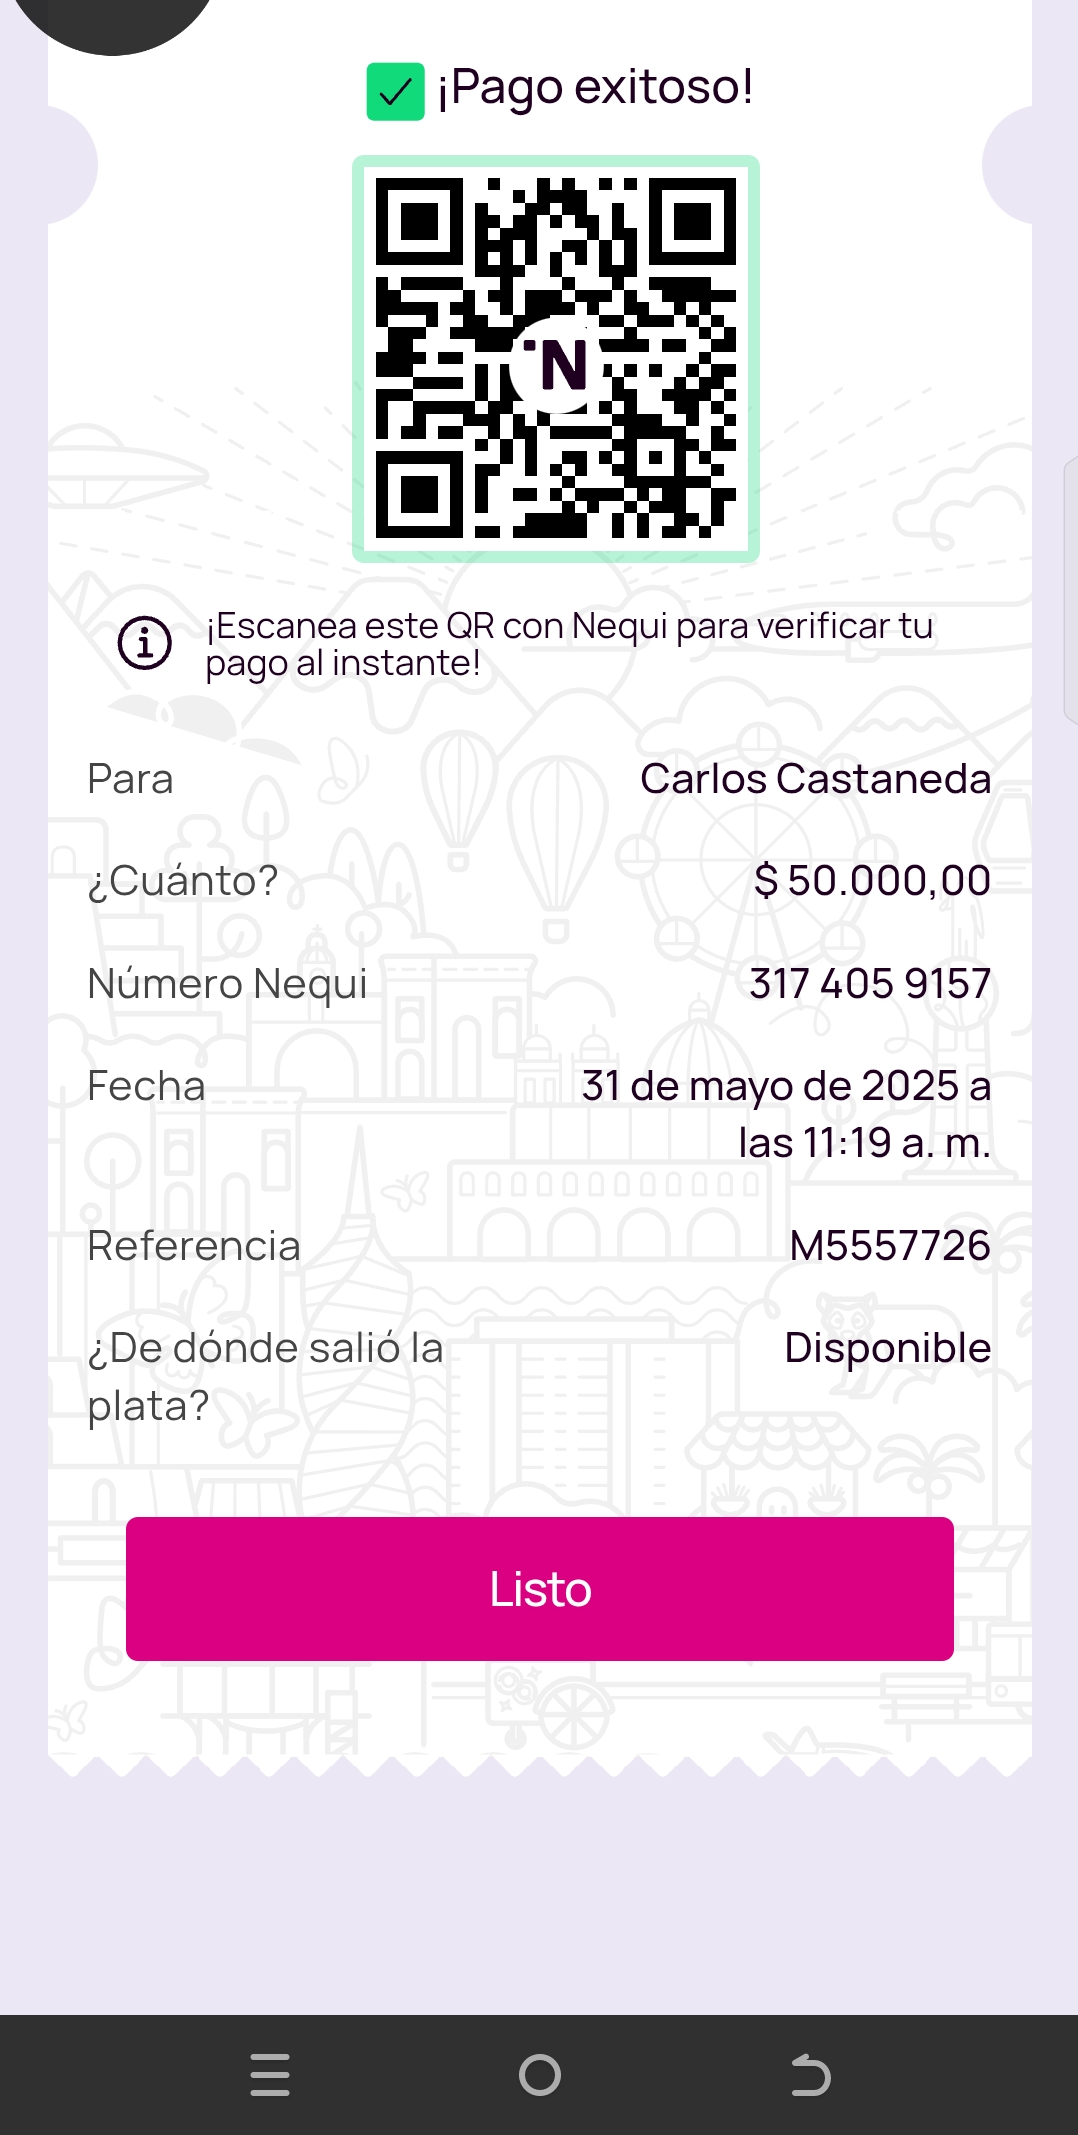 ¡Pago exitoso!
N
¡Escanea este QR con Nequi para verificar tu
pago al instante!
Para Carlos Castaneda
¿Cuánto? $ 50.000,00
Número Nequi 317 405 9157
Fecha 31 de mayo de 2025 a
las 11:19 a. m.
Referencia M5557726
¿De dónde salió la Disponible
plata?
Listo